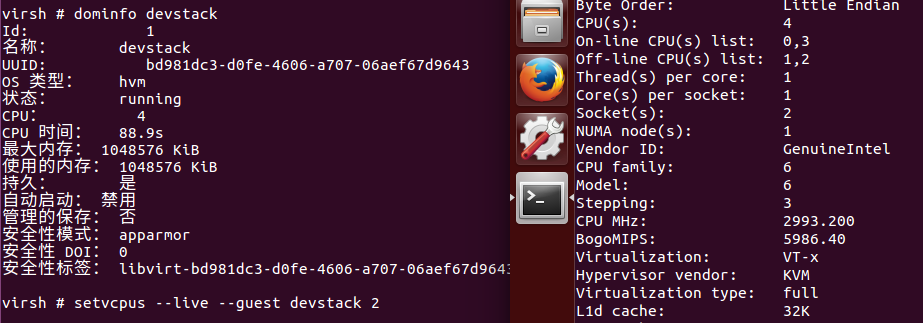 virsh # dominfo devstack
Id: 1
名称: devstack
UUID: bd981dc3-d0fe-4606-a707-06aef67d9643
OS 类型: hvm
状态: running
CPU: 4
CPU 时间: 88.9s
最大内存: 1048576 KiB
使用的内存: 1048576 KiB
持久: 是
自动启动: 禁用
管理的保存: 否
安全性模式: apparmor
安全性 DOI: 0
安全性标签: libvirt-bd981dc3-d0fe-4606-a707-06aef67d9643
virsh # setvcpus --live --guest devstack 2
Byte Order: Little Endian
CPU(s): 4
On-line CPU(s) list: 0,3
Off-line CPU(s) list: 1,2
Thread(s) per core: 1
Core(s) per socket: 1
Socket(s): 2
NUMA node(s): 1
Vendor ID: GenuineIntel
CPU family: 6
Model: 6
Stepping: 3
CPU MHz: 2993.200
BogoMIPS: 5986.40
Virtualization: VT-x
Hypervisor vendor: KVM
Virtualization type: full
L1d cache: 32K